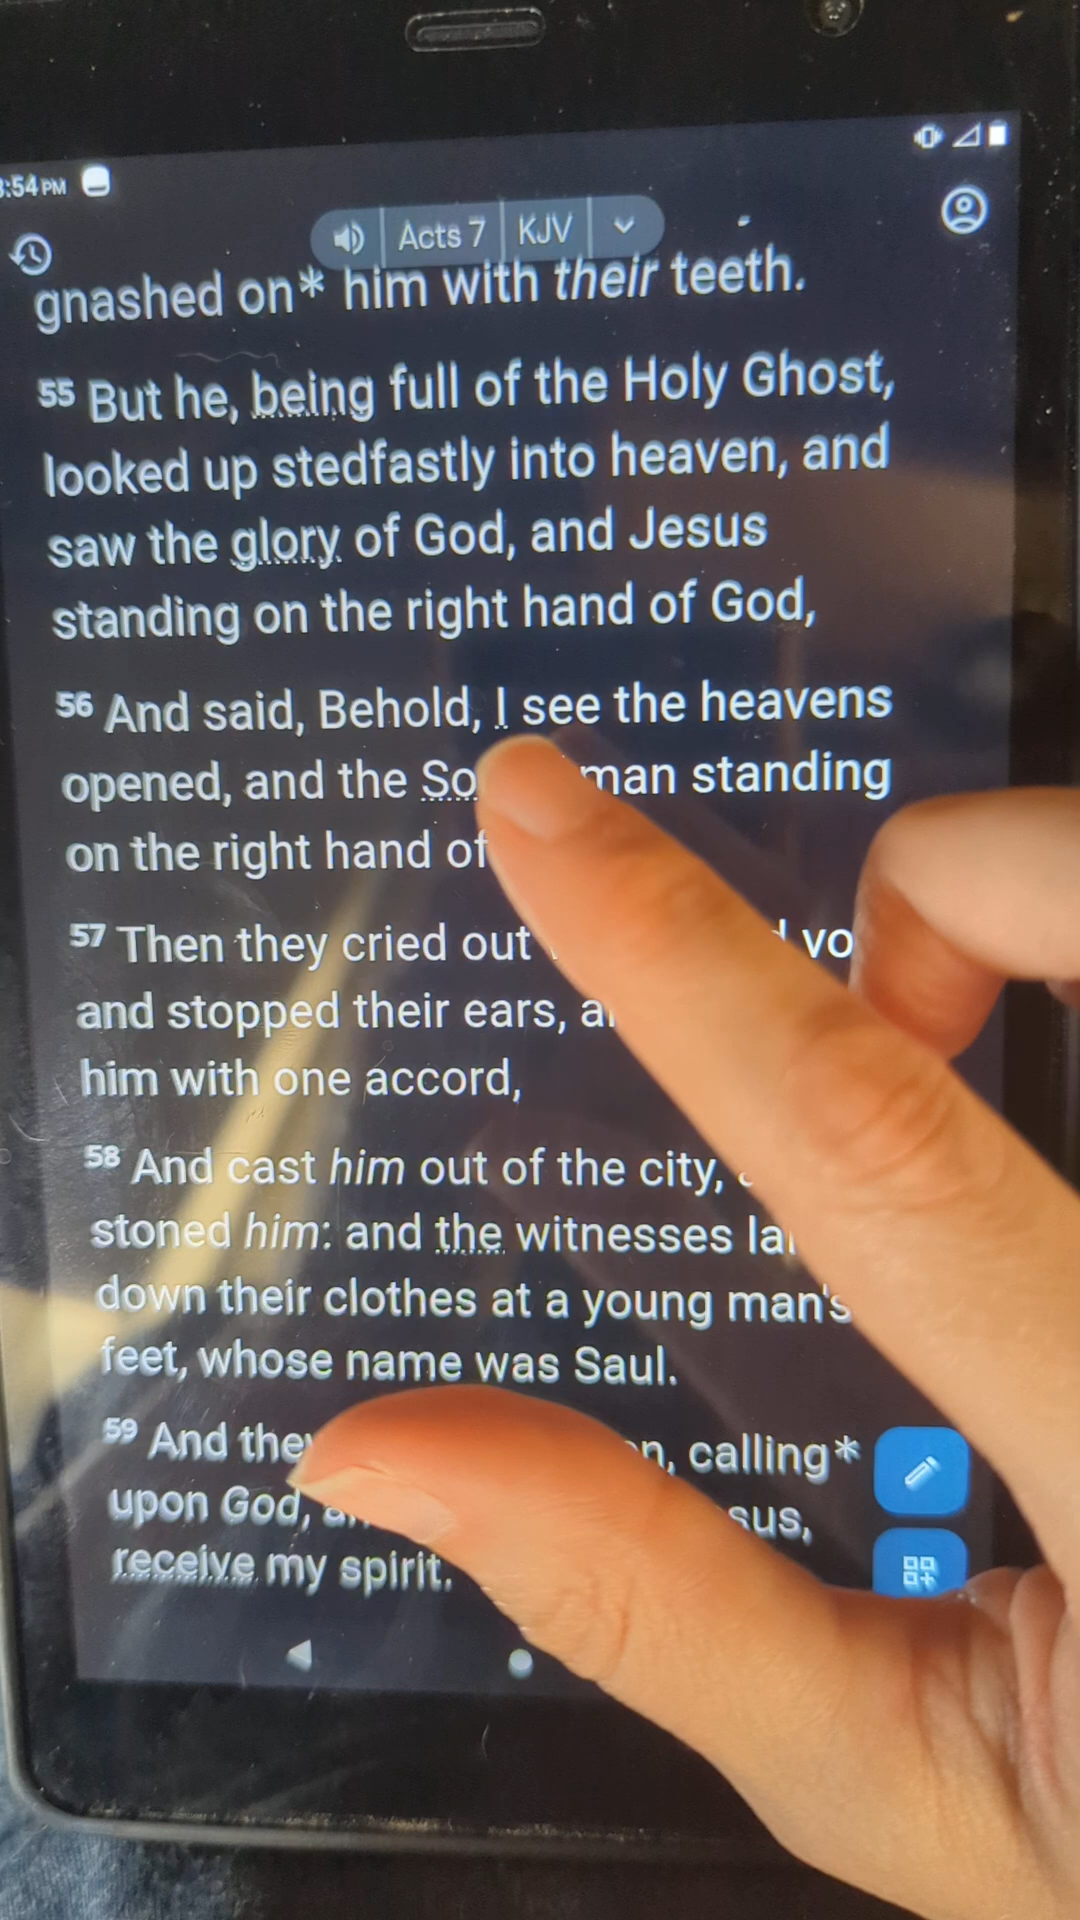 :54 PM
Acts 7 KJV
gnashed on* him with their teeth.
55 But he, being full of the Holy Ghost,
looked up stedfastly into heaven, and
saw the glory of God, and Jesus
standing on the right hand of God,
56 And said, Behold, I see the heavens
opened, and the So man standing
on the right hand of
57 Then they cried out vo
and stopped their ears, a
him with one accord,
58 And cast him out of the city,
stoned him: and the witnesses la
down their clothes at a young man's
feet, whose name was Saul.
59 And the n, calling*
upon God, a sus,
receive my spirit.